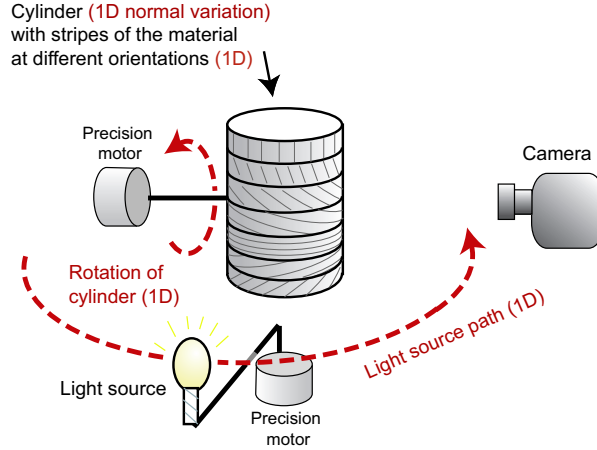 Cylinder (1D normal variation)
with stripes of the material
at different orientations (1D)
Precision
motor
Camera
Rotation of
cylinder (1D)
Light source path (1D)
Light source
Precision
motor